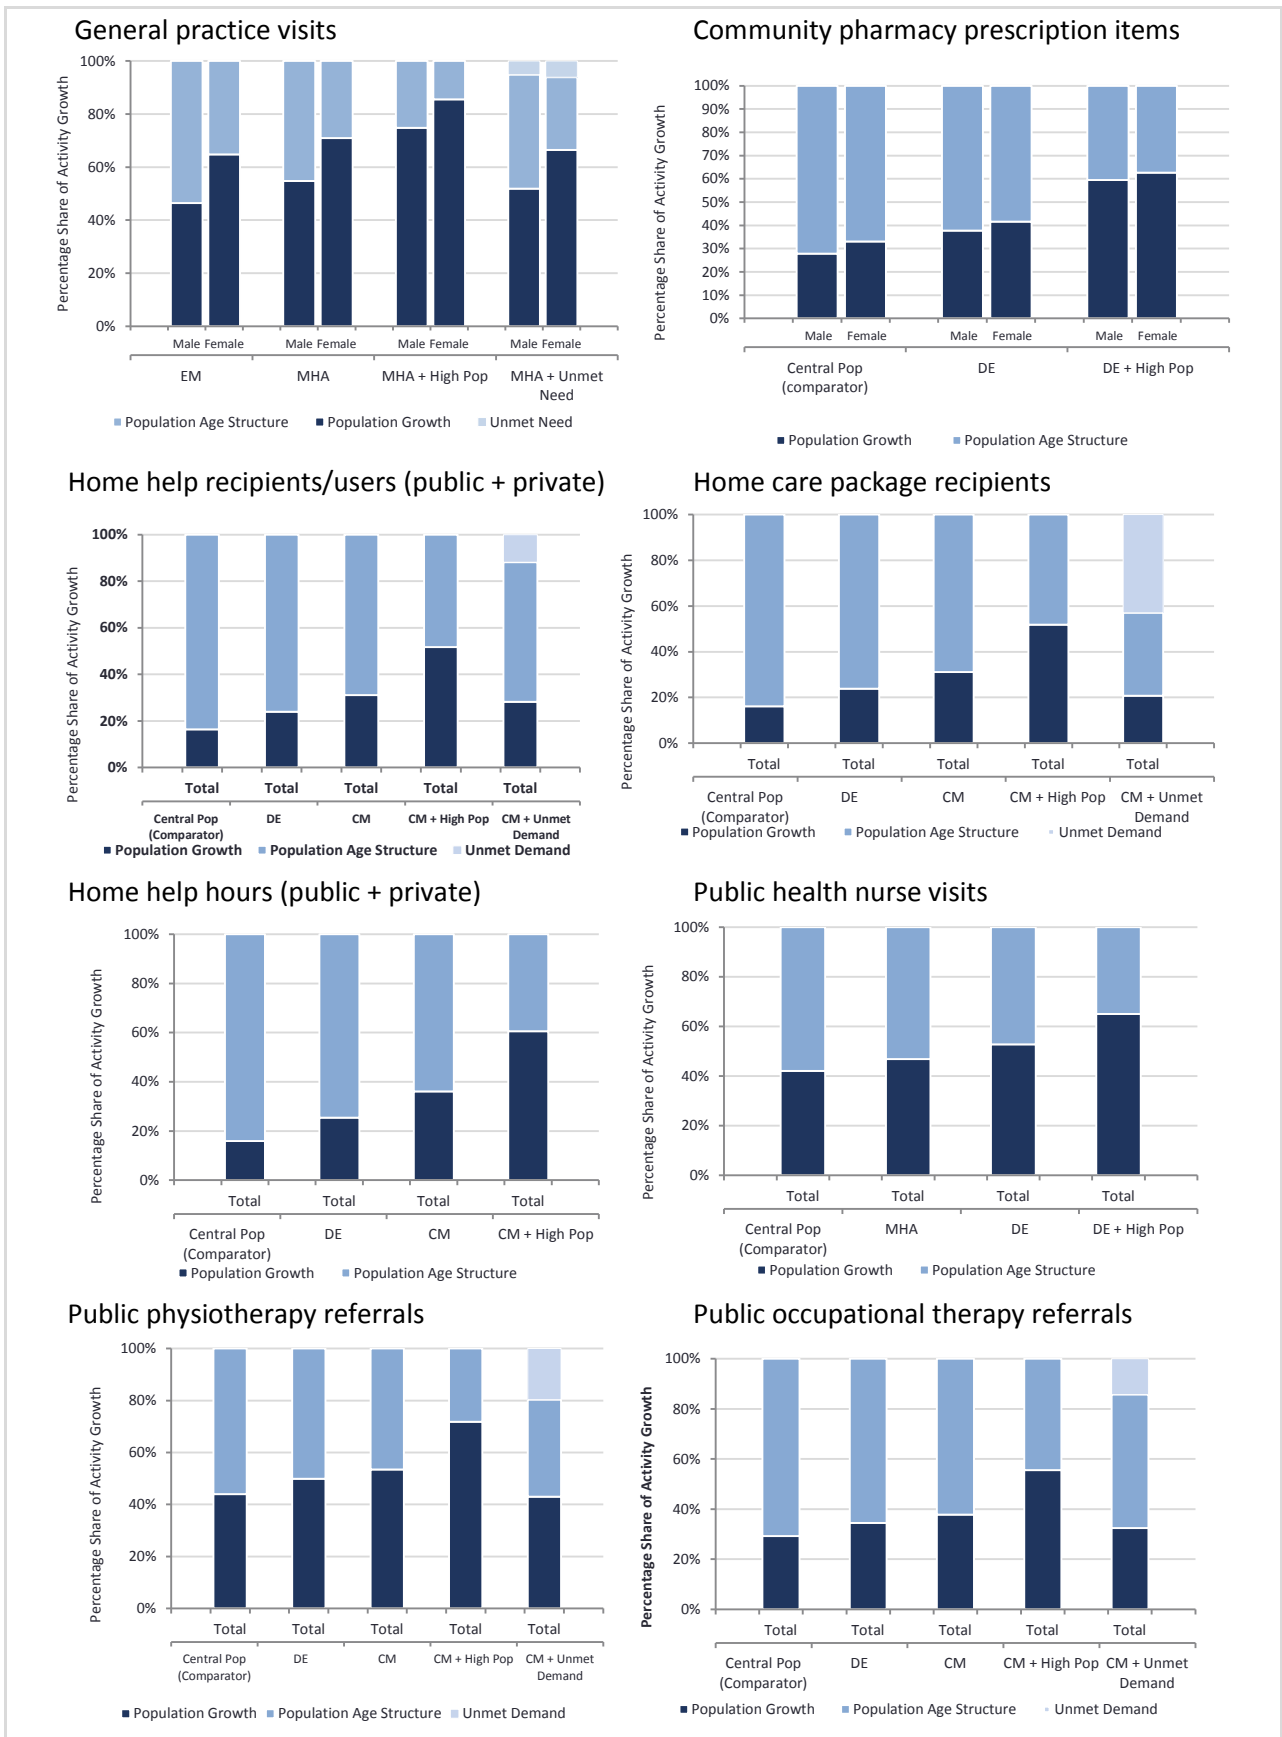 General practice visits
Percentage Share of Activity Growth
100%
80%
60%
40%
20%
0%
Male Female Male Female Male Female Male Female
EM MHA MHA + High Pop MHA + Unmet
Need
Population Age Structure Population Growth Unmet Need
Community pharmacy prescription items
Percentage Share of Activity Growth
100%
90%
80%
70%
60%
50%
40%
30%
20%
10%
0%
Male Female Male Female Male Female
Central Pop DE DE + High Pop
(comparator)
Population Growth Population Age Structure
Home help recipients/users (public + private)
Percentage Share of Activity Growth
100%
80%
60%
40%
20%
0%
Total Total Total Total Total
Central Pop DE CM CM + High Pop CM + Unmet
(Comparator) Demand
Population Growth Population Age Structure Unmet Demand
Home care package recipients
Percentage Share of Activity Growth
100%
80%
60%
40%
20%
0%
Total Total Total Total Total
Central Pop DE CM CM + High Pop CM + Unmet
(Comparator) Demand
Population Growth Population Age Structure Unmet Demand
Home help hours (public + private)
Percentage Share of Activity Growth
100%
80%
60%
40%
20%
0%
Total Total Total Total
Central Pop DE CM CM + High Pop
(Comparator)
Population Growth Population Age Structure
Public health nurse visits
Percentage Share of Activity Growth
100%
80%
60%
40%
20%
0%
Total Total Total Total
Central Pop MHA DE DE + High Pop
(Comparator)
Population Growth Population Age Structure
Public physiotherapy referrals
Percentage Share of Activity Growth
100%
80%
60%
40%
20%
0%
Total Total Total Total Total
Central Pop DE CM CM + High Pop CM + Unmet
(Comparator) Demand
Population Growth Population Age Structure Unmet Demand
Public occupational therapy referrals
Percentage Share of Activity Growth
100%
80%
60%
40%
20%
0%
Total Total Total Total Total
Central Pop DE CM CM + High Pop CM + Unmet
(Comparator) Demand
Population Growth Population Age Structure Unmet Demand